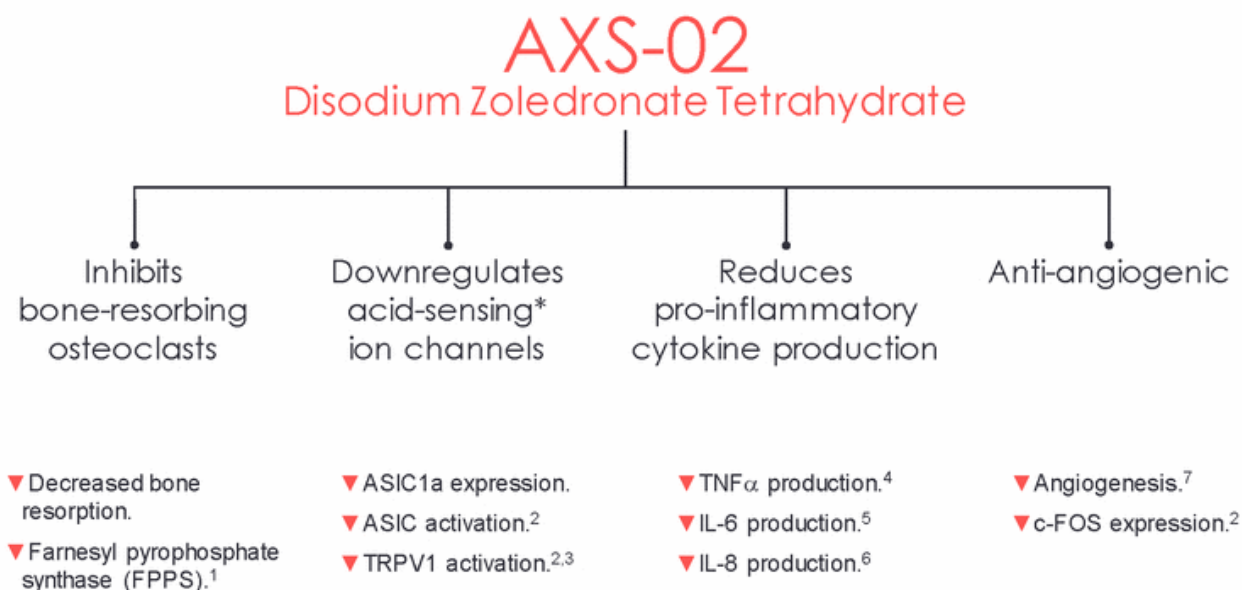 AXS-02
Disodium Zoledronate Tetrahydrate
Inhibits
bone-resorbing
osteoclasts
Downregulates
acid-sensing*
ion channels
Reduces
pro-inflammatory
cytokine production
Anti-angiogenic
▼ Decreased bone
resorption.
▼ Farnesyl pyrophosphate
synthase (FPPS).¹
▼ ASIC1a expression.
▼ ASIC activation.²
▼ TRPV1 activation.²,³
▼ TNFα production.⁴
▼ IL-6 production.⁵
▼ IL-8 production.⁶
▼ Angiogenesis.⁷
▼ c-FOS expression.²